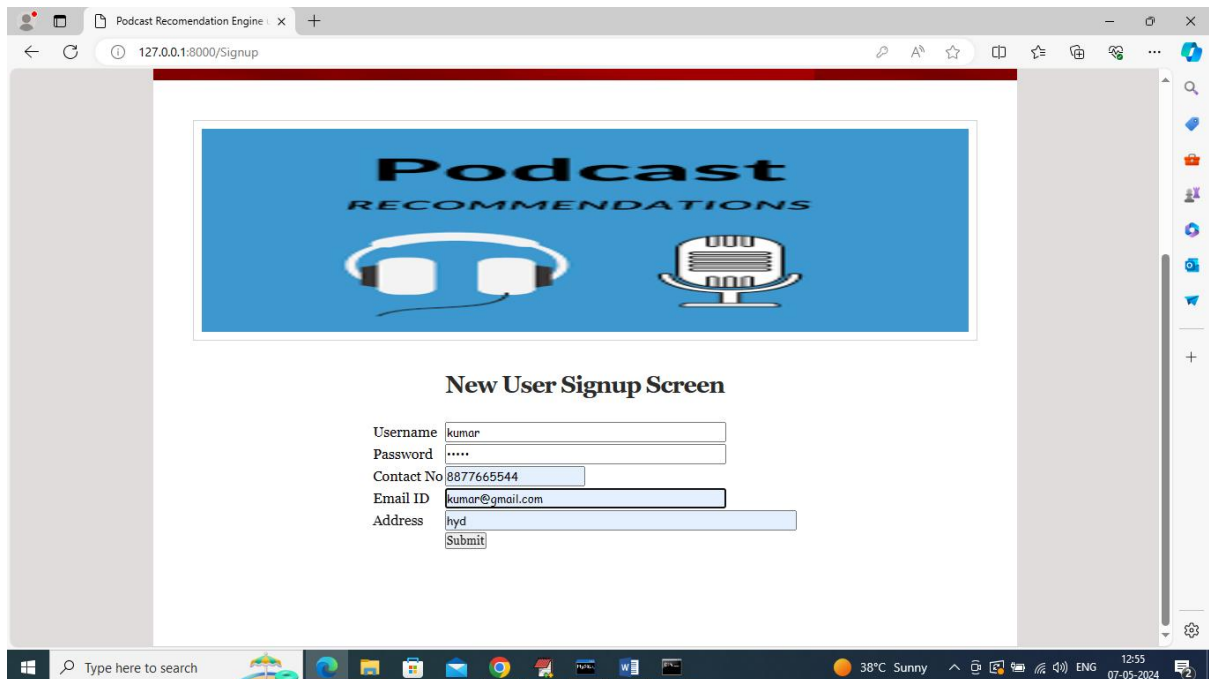 Podcast Recomendation Engine
127.0.0.1:8000/Signup
Podcast
RECOMMENDATIONS
New User Signup Screen
Username kumar
Password •••••
Contact No 8877665544
Email ID kumar@gmail.com
Address hyd
Submit
Type here to search
38°C Sunny
ENG
12:55
07-05-2024
2